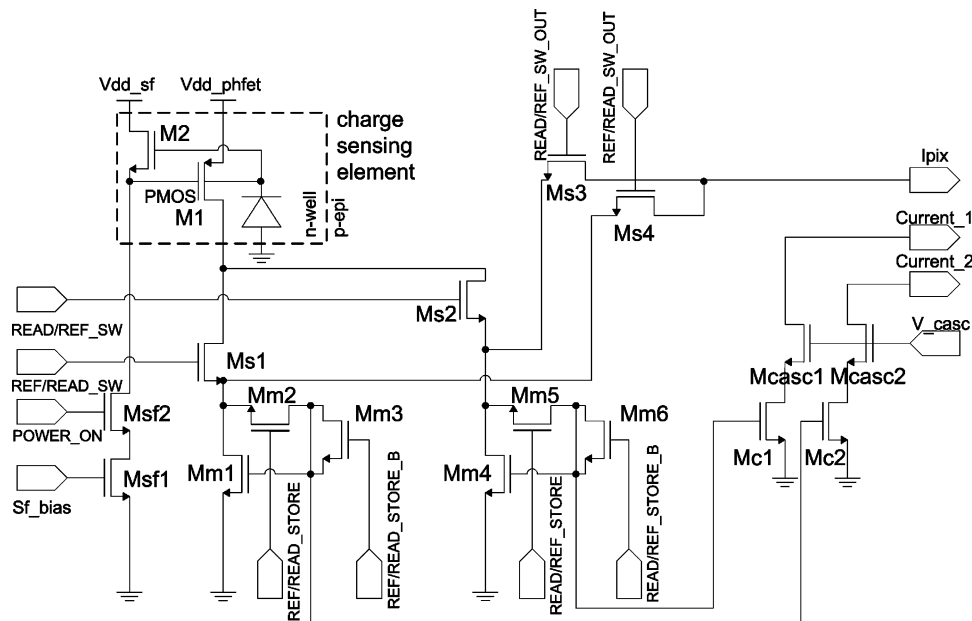 READ/REF_SW_OUT
REF/READ_SW_OUT
Vdd_sf
Vdd_phfet
M2
charge
sensing
element
PMOS
M1
n-well
p-epi
Ms3
Ipix
Ms4
Current_1
Current_2
READ/REF_SW
Ms2
V_casc
REF/READ_SW
Ms1
Mcasc1
Mcasc2
Mm2
Mm3
Mm5
Mm6
Msf2
POWER_ON
Mm1
Mm4
Mc1
Mc2
Msf1
Sf_bias
REF/READ_STORE
REF/READ_STORE_B
READ/REF_STORE
READ/REF_STORE_B